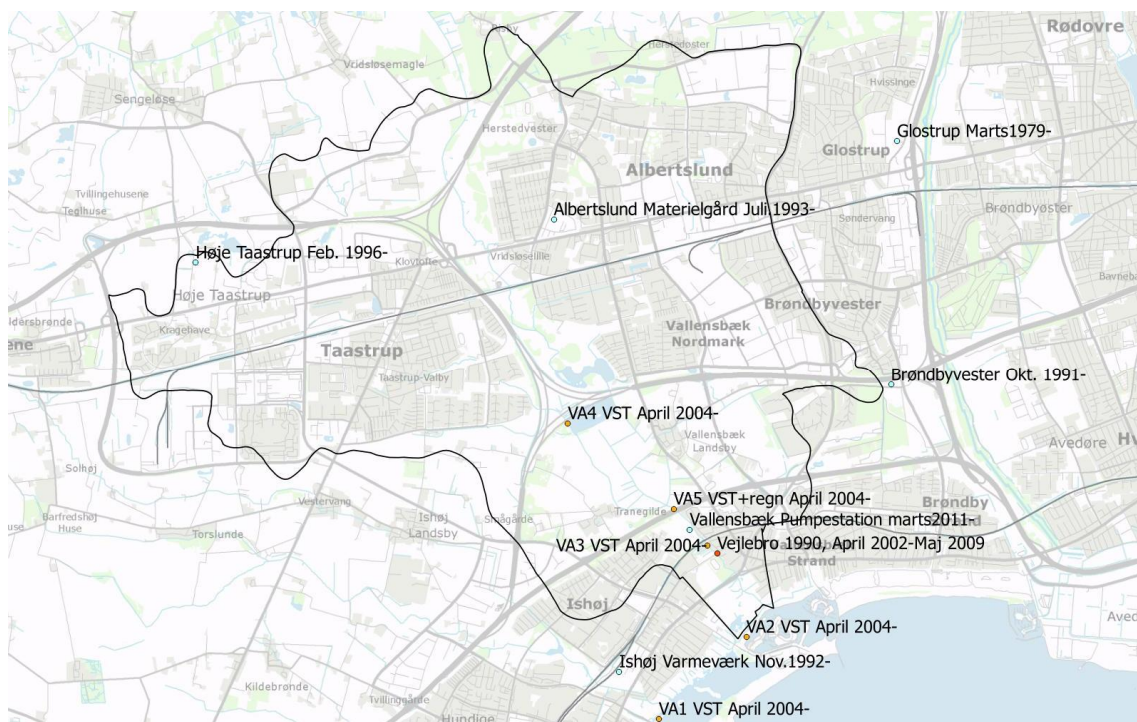 Rødovre
Risby
Herstedøster
Vridsløsemagle
Hvissinge
Sengeløse
Herstedvester
Glostrup Marts1979-
Glostrup
Albertslund
Tvillingehusene
Teglhuse
Albertslund Materielgård Juli.1993-
Brøndbyøster
Søndervang
Høje Taastrup Feb. 1996-
Klovtofte
Vridsløselille
Høje Taastrup
Brøndbyvester
Kragehave
Vallensbæk
Nordmark
Taastrup
Taastrup-Valby
Brøndbyvester Okt. 1991-
VA4 VST April 2004-
Vallensbæk
Landsby
Avedøre
Solhøj
VA5 VST+regn April 2004-
Brøndby
Barfredshøj
Huse
Vestervang
Tranegilde
Ishøj
Landsby
Smågårde
Vallensbæk Pumpestation marts2011-
Torslunde
VA3 VST April 2004-
Vejlebro 1990, April 2002-Maj 2009
Strand
Ishøj
VA2 VST April 2004-
Ishøj Varmeværk Nov.1992-
Kildebrønde
Tvillinggårde
VA1 VST April 2004-
Hundige